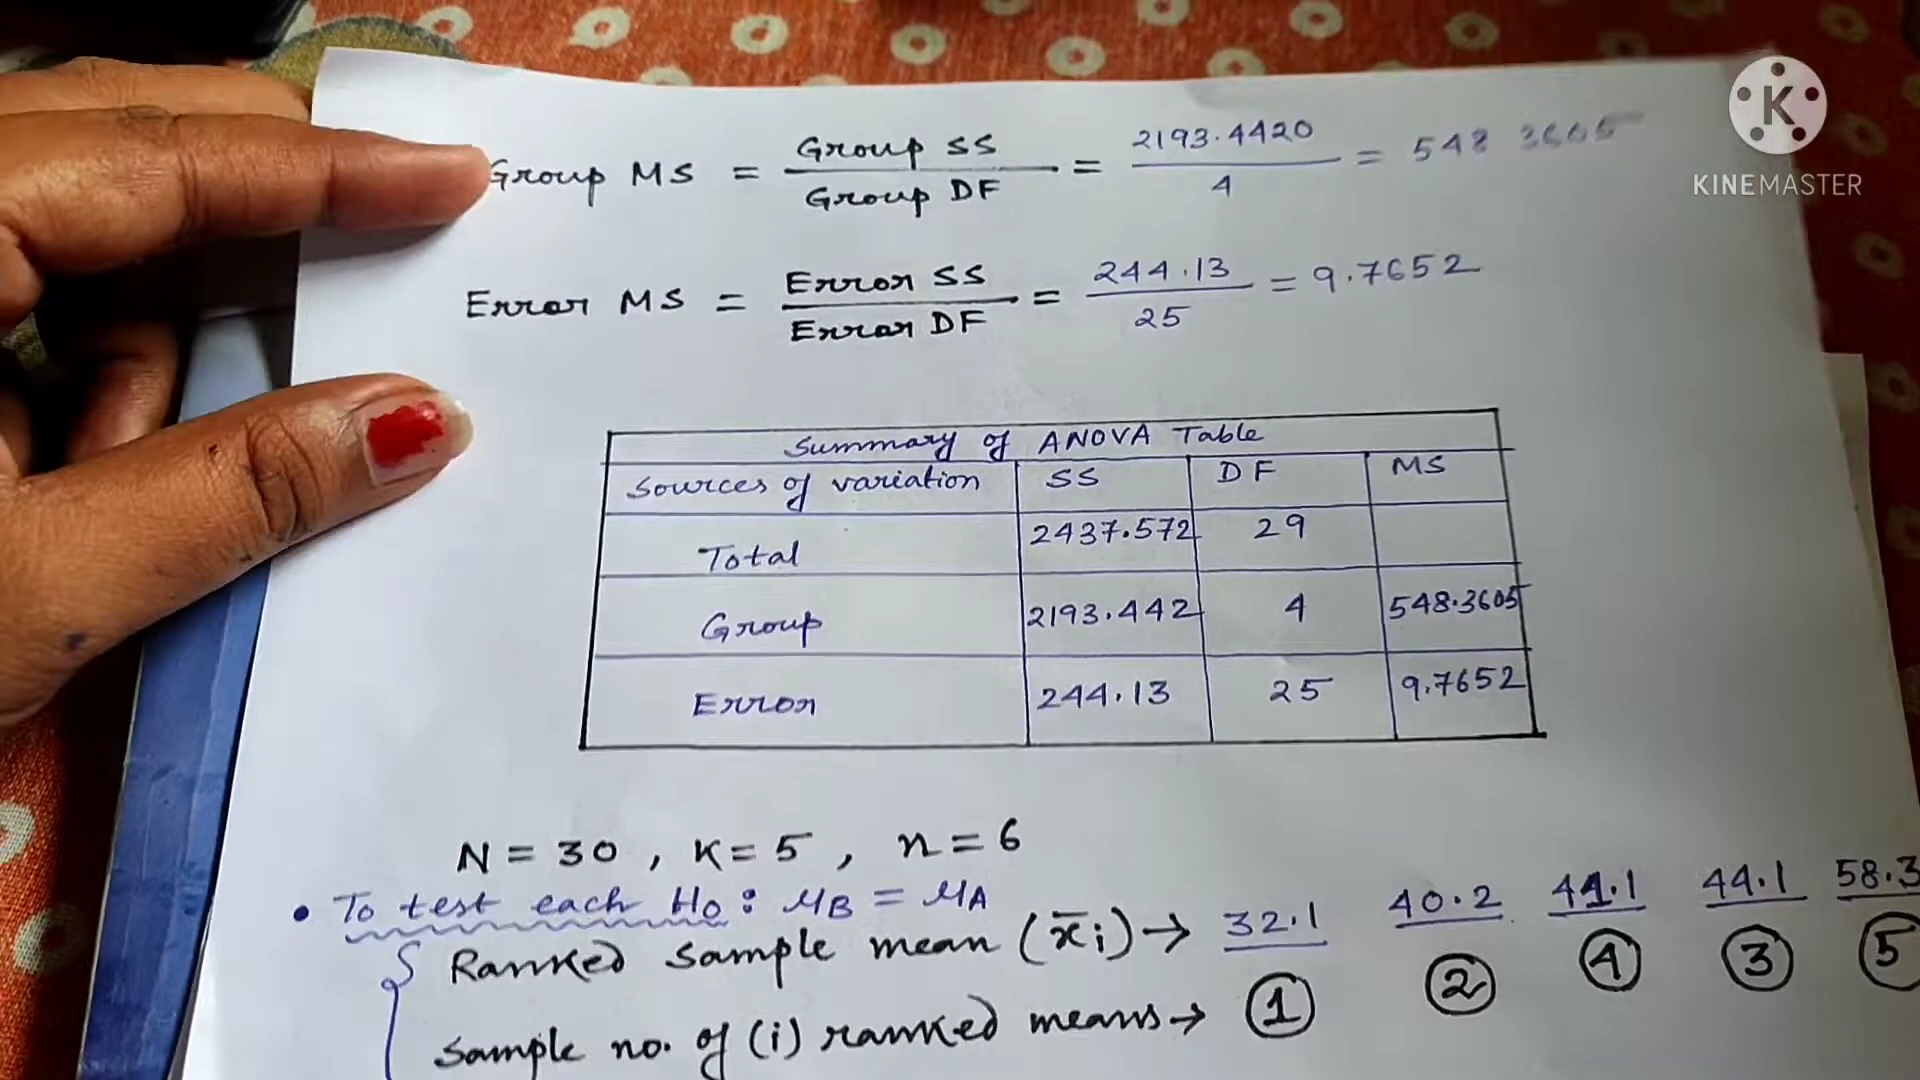 KINEMASTER
Group MS = Group SS / Group DF = 2193.4420 / 4 = 548.3605
Error MS = Error SS / Error DF = 244.13 / 25 = 9.7652
Summary of ANOVA Table
Sources of variation SS DF MS
Total 2437.572 29
Group 2193.442 4 548.3605
Error 244.13 25 9.7652
N = 30, K = 5, n = 6
• To test each H0: μB = μA
Ranked sample mean (x̄i) → 32.1 40.2 41.1 44.1 58.3
Sample no. of (i) ranked means → ① ② ④ ③ ⑤